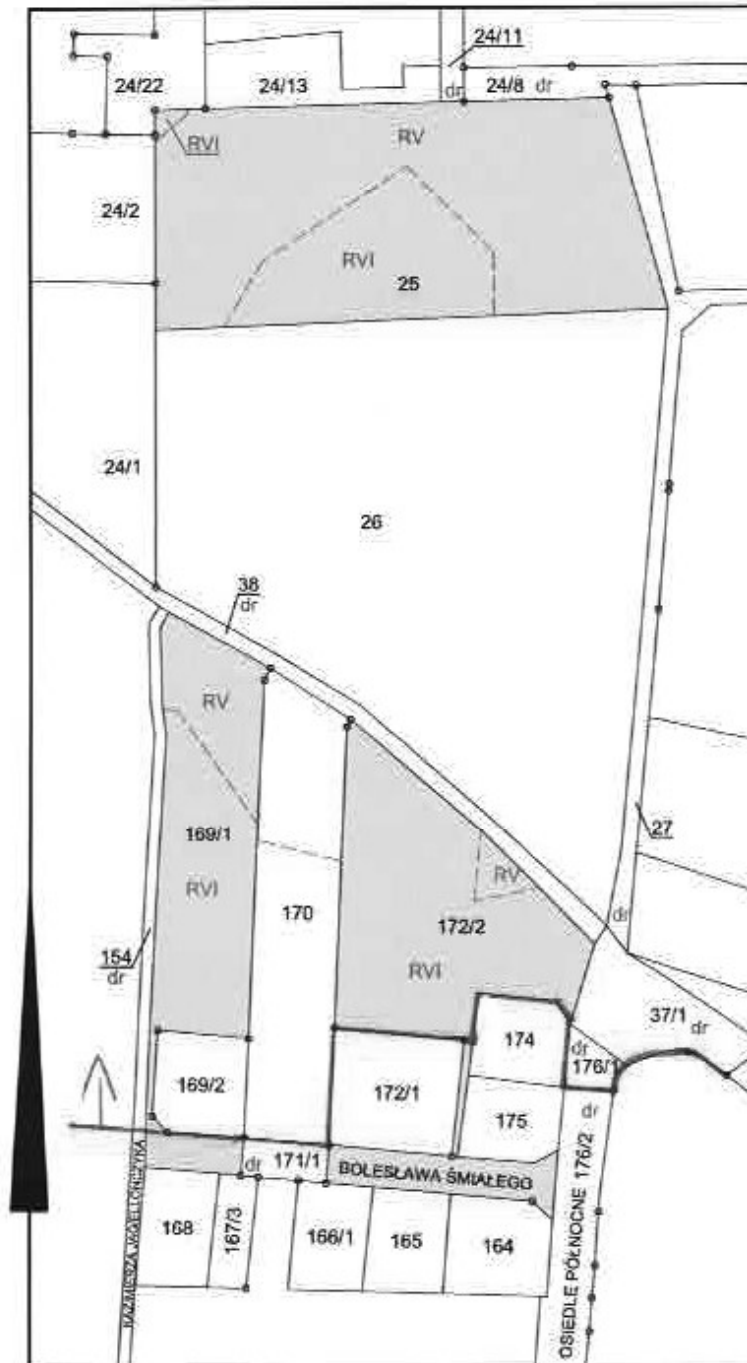 24/11
24/22
24/13
24/8 dr
dr
RVI
RV
24/2
RVI
25
24/1
26
38
dr
RV
169/1
27
RV
RVI
170
172/2
dr
154
dr
RVI
37/1 dr
174
dr
176/1
169/2
172/1
175
dr
dr
171/1
BOLESŁAWA ŚMIAŁEGO
168
167/3
166/1
165
164
KAZIMIERZA JAGIELLOŃCZYKA
OSIEDLE PÓŁNOCNE 176/2